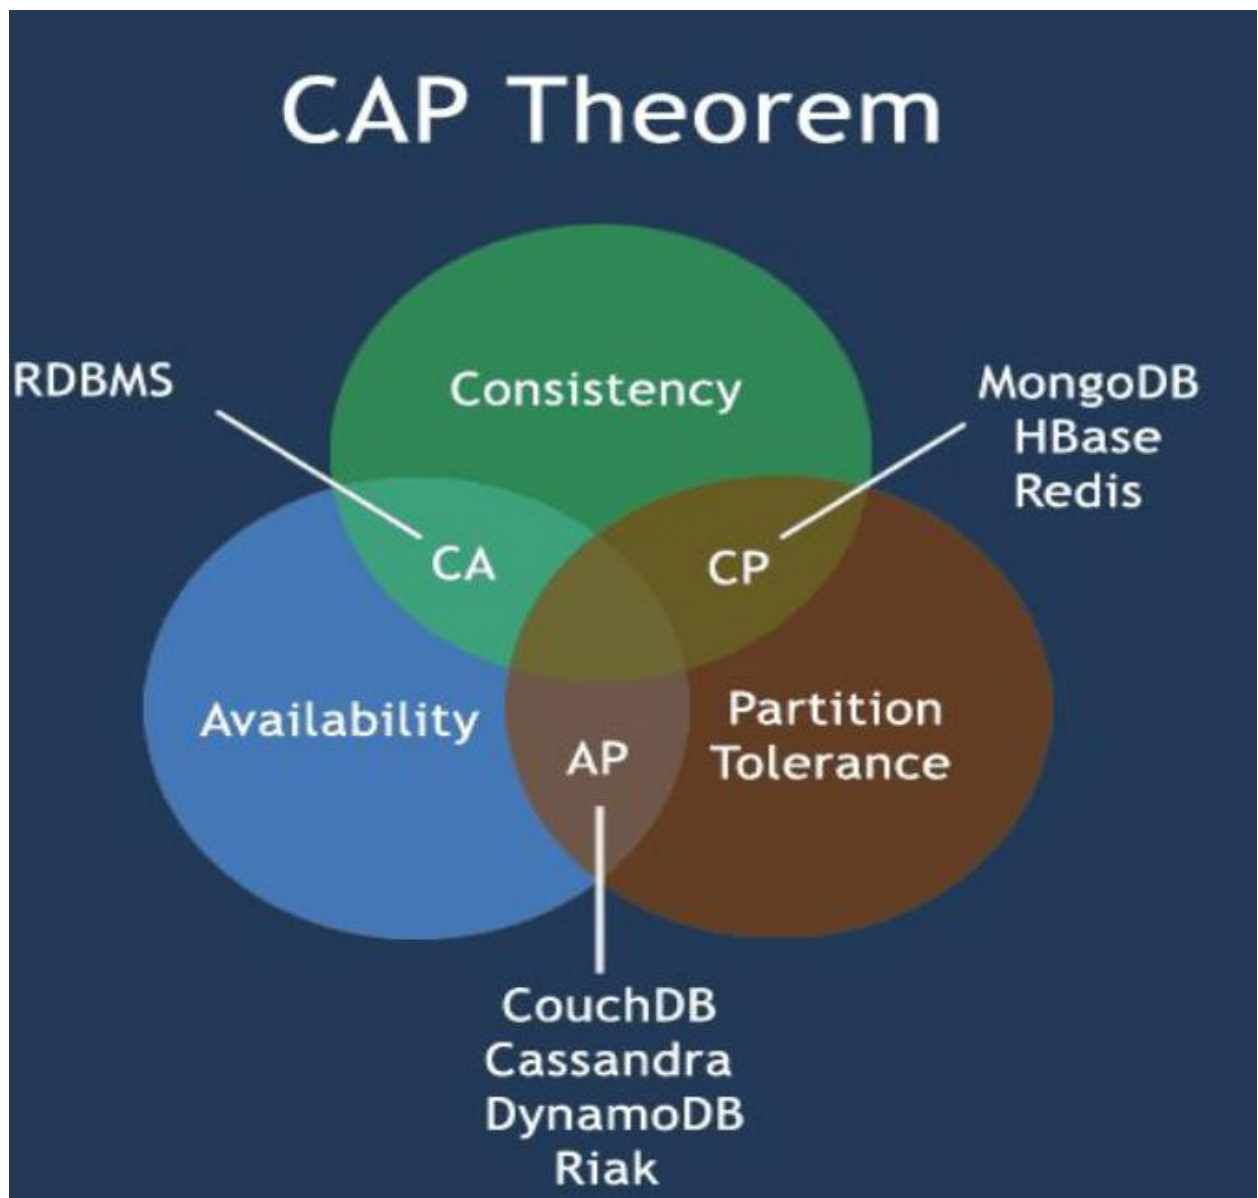 CAP Theorem
Consistency
RDBMS
MongoDB
HBase
Redis
CA
CP
Availability
Partition
Tolerance
AP
CouchDB
Cassandra
DynamoDB
Riak